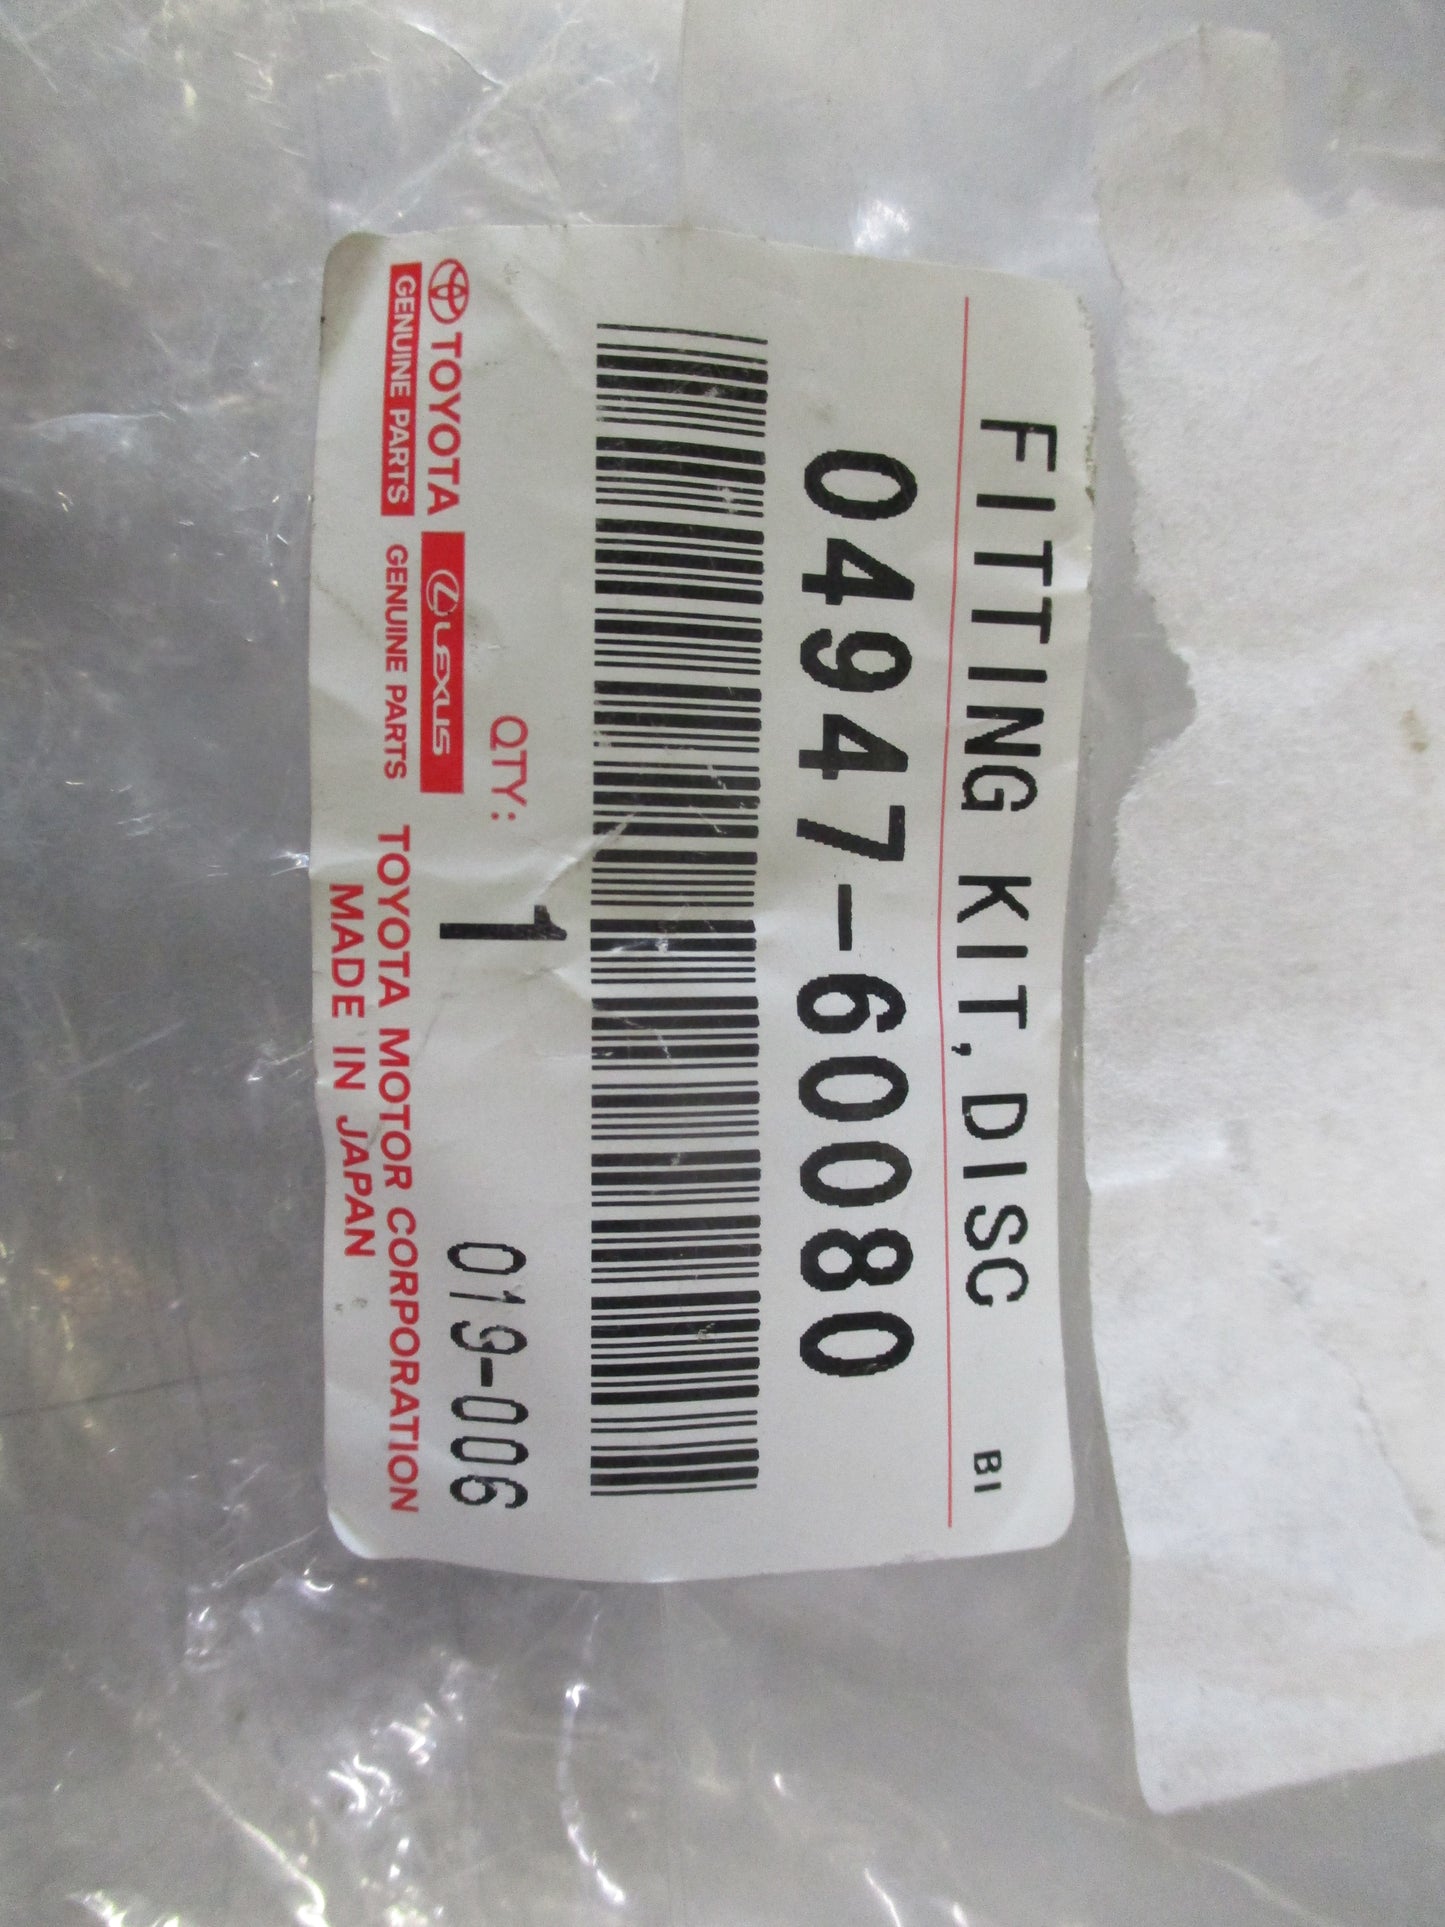 FITTING KIT, DISC BI
04947-60080
QTY: 1 019-006
TOYOTA LEXUS
GENUINE PARTS GENUINE PARTS TOYOTA MOTOR CORPORATION
MADE IN JAPAN